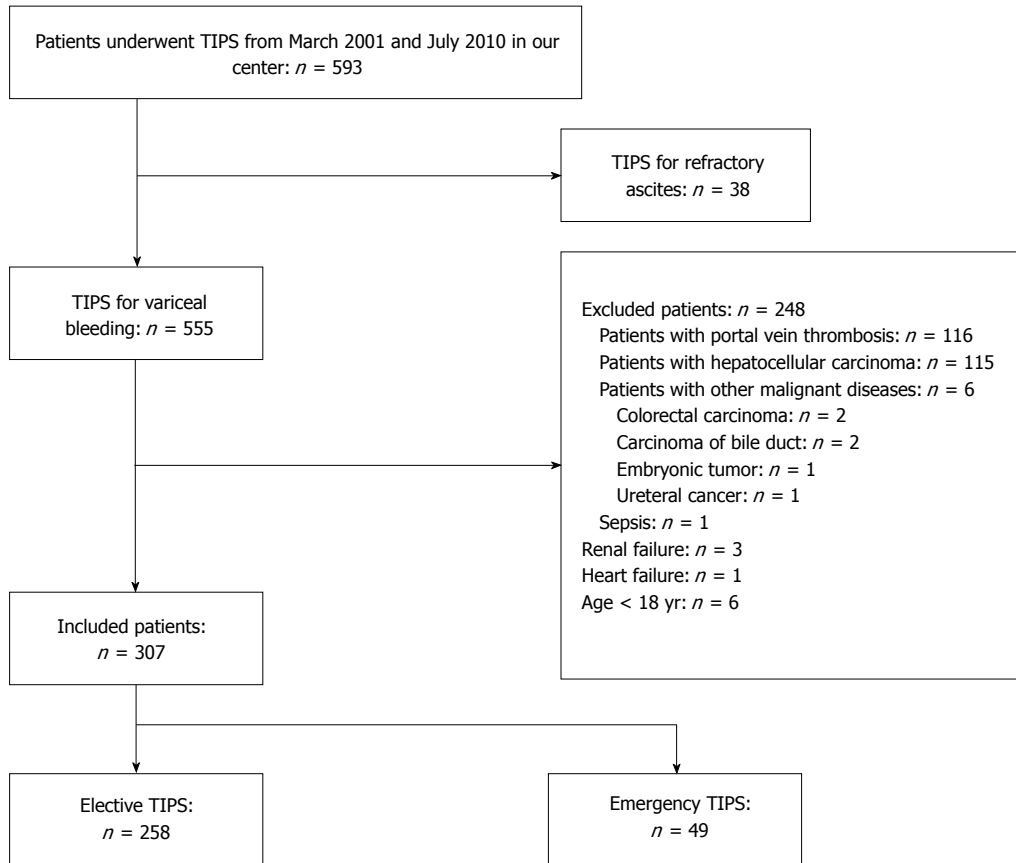 Patients underwent TIPS from March 2001 and July 2010 in our
center: n = 593
TIPS for refractory
ascites: n = 38
TIPS for variceal
bleeding: n = 555
Excluded patients: n = 248
Patients with portal vein thrombosis: n = 116
Patients with hepatocellular carcinoma: n = 115
Patients with other malignant diseases: n = 6
Colorectal carcinoma: n = 2
Carcinoma of bile duct: n = 2
Embryonic tumor: n = 1
Ureteral cancer: n = 1
Sepsis: n = 1
Renal failure: n = 3
Heart failure: n = 1
Age < 18 yr: n = 6
Included patients:
n = 307
Elective TIPS:
n = 258
Emergency TIPS:
n = 49